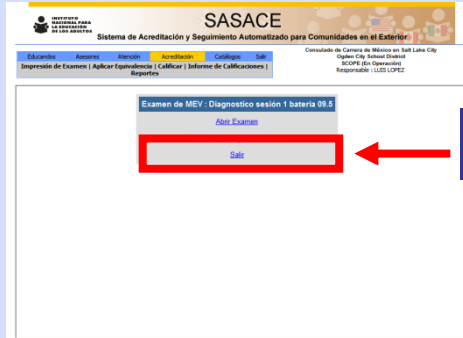 INSTITUTO
NACIONAL PARA
LA EDUCACIÓN
DE LOS ADULTOS
SASACE
Sistema de Acreditación y Seguimiento Automatizado para Comunidades en el Exterior
Educandos Asesores Atención Acreditación Catálogos Salir
Impresión de Examen | Aplicar Equivalencia | Calificar | Informe de Calificaciones |
Reportes
Consulado de Carrera de México en Salt Lake City
Ogden City School District
SCOPE (En Operación)
Responsable : LUIS LOPEZ
Examen de MEV : Diagnostico sesión 1 batería 09.5
Abrir Examen
Salir